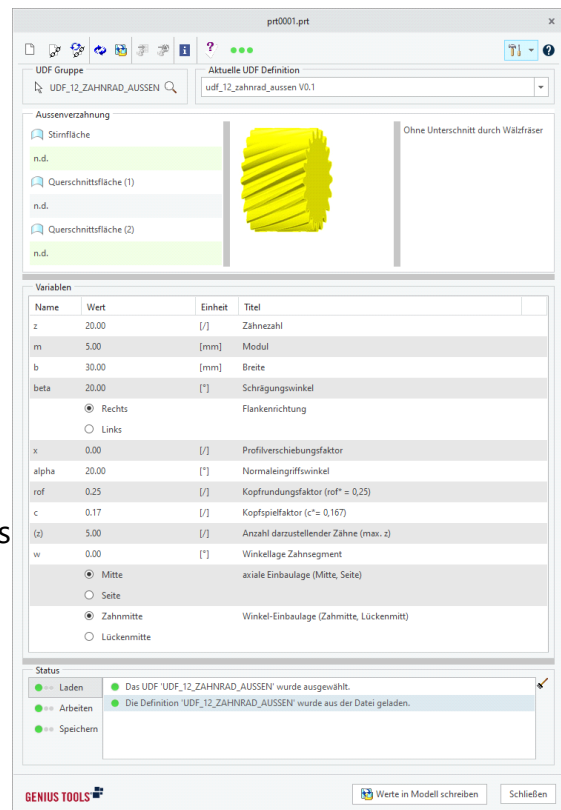 prt0001.prt x
UDF Gruppe
UDF_12_ZAHNRAD_AUSSEN
Aktuelle UDF Definition
udf_12_zahnrad_aussen V0.1
Aussenverzahnung
Stirnfläche
n.d.
Querschnittsfläche (1)
n.d.
Querschnittsfläche (2)
n.d.
Ohne Unterschnitt durch Wälzfräser
Variablen
Name Wert Einheit Titel
z 20.00 [/] Zähnezahl
m 5.00 [mm] Modul
b 30.00 [mm] Breite
beta 20.00 [°] Schrägungswinkel
Rechts Flankenrichtung
Links
x 0.00 [/] Profilverschiebungsfaktor
alpha 20.00 [°] Normaleingriffswinkel
rof 0.25 [/] Kopfrundungsfaktor (rof* = 0,25)
c 0.17 [/] Kopfspielfaktor (c*= 0,167)
s
(z) 5.00 [/] Anzahl darzustellender Zähne (max. z)
w 0.00 [°] Winkellage Zahnsegment
Mitte axiale Einbaulage (Mitte, Seite)
Seite
Zahnmitte Winkel-Einbaulage (Zahmitte, Lückenmitt)
Lückenmitte
Status
Laden
Arbeiten
Speichern
Das UDF 'UDF_12_ZAHNRAD_AUSSEN' wurde ausgewählt.
Die Definition 'UDF_12_ZAHNRAD_AUSSEN' wurde aus der Datei geladen.
GENIUS TOOLS
Werte in Modell schreiben
Schließen